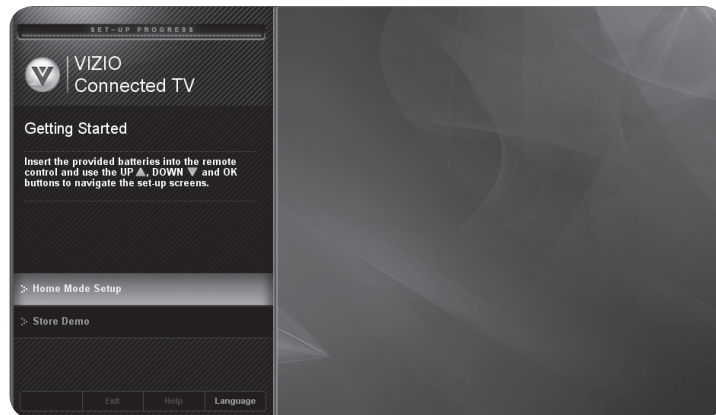 SET-UP PROGRESS
V
VIZIO
Connected TV
Getting Started
Insert the provided batteries into the remote
control and use the UP ▲, DOWN ▼ and OK
buttons to navigate the set-up screens.
Home Mode Setup
Store Demo
Exit Help Language